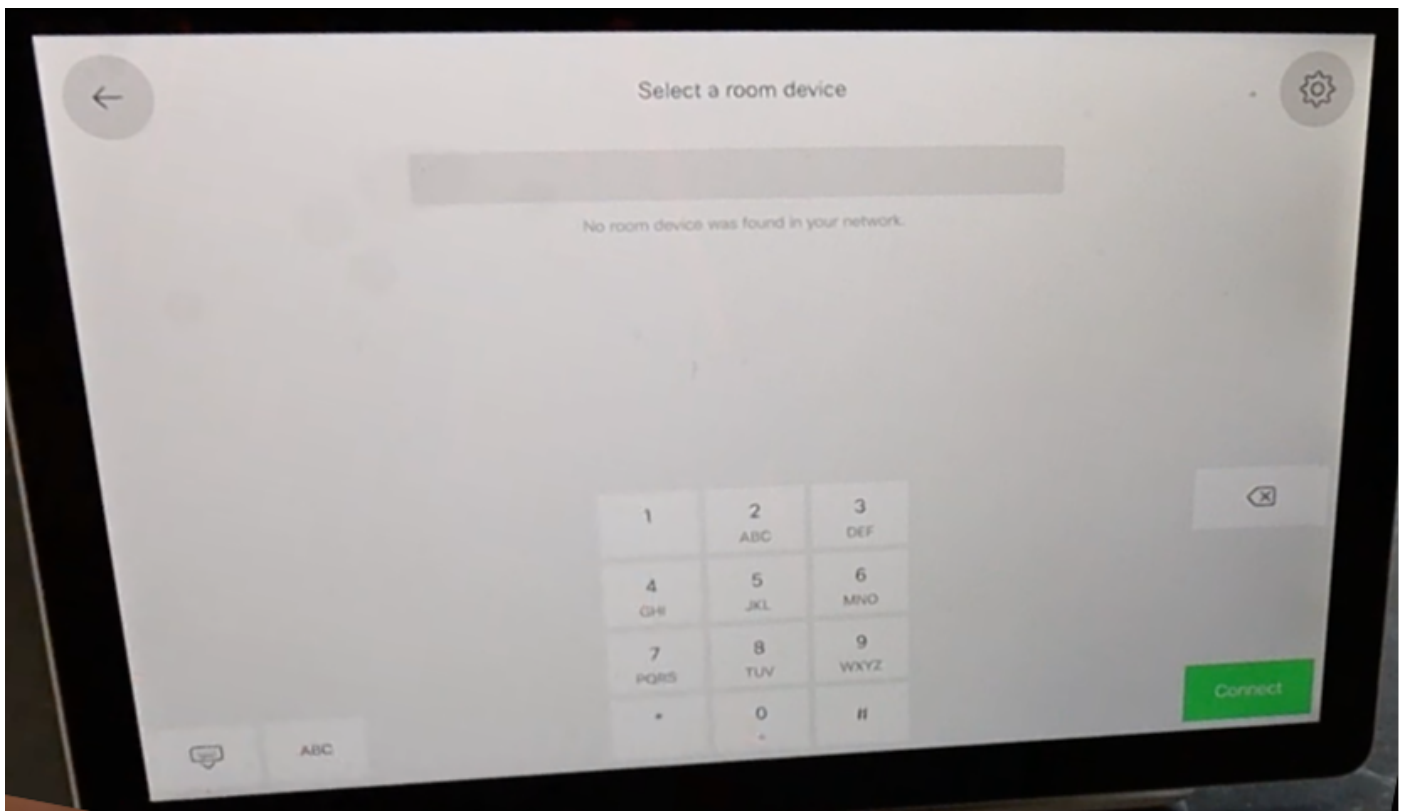 Select a room device
No room device was found in your network.
1
2
ABC
3
DEF
4
GHI
5
JKL
6
MNO
7
PQRS
8
TUV
9
WXYZ
*
0
+
#
Connect
ABC